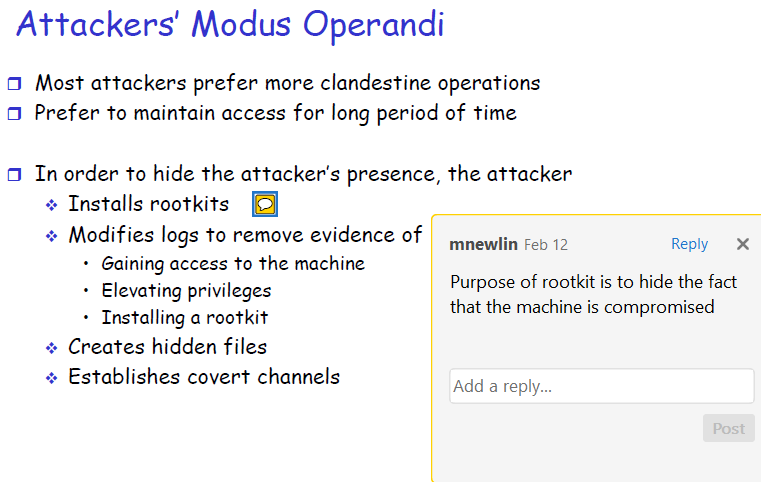 Attackers' Modus Operandi
Most attackers prefer more clandestine operations
Prefer to maintain access for long period of time
In order to hide the attacker's presence, the attacker
Installs rootkits
Modifies logs to remove evidence of
Gaining access to the machine
Elevating privileges
Installing a rootkit
Creates hidden files
Establishes covert channels
mnewlin Feb 12 Reply
Purpose of rootkit is to hide the fact
that the machine is compromised
Add a reply...
Post